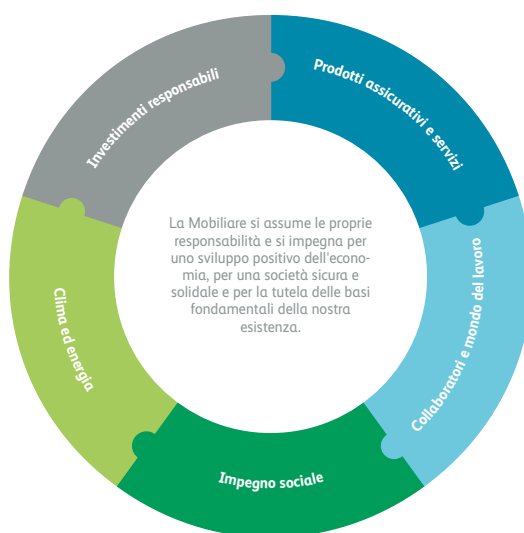 Investimenti responsabili
Prodotti assicurativi e servizi
La Mobiliare si assume le proprie
responsabilità e si impegna per
uno sviluppo positivo dell'econo-
mia, per una società sicura e
solidale e per la tutela delle basi
fondamentali della nostra
esistenza.
Clima ed energia
Collaboratori e mondo del lavoro
Impegno sociale